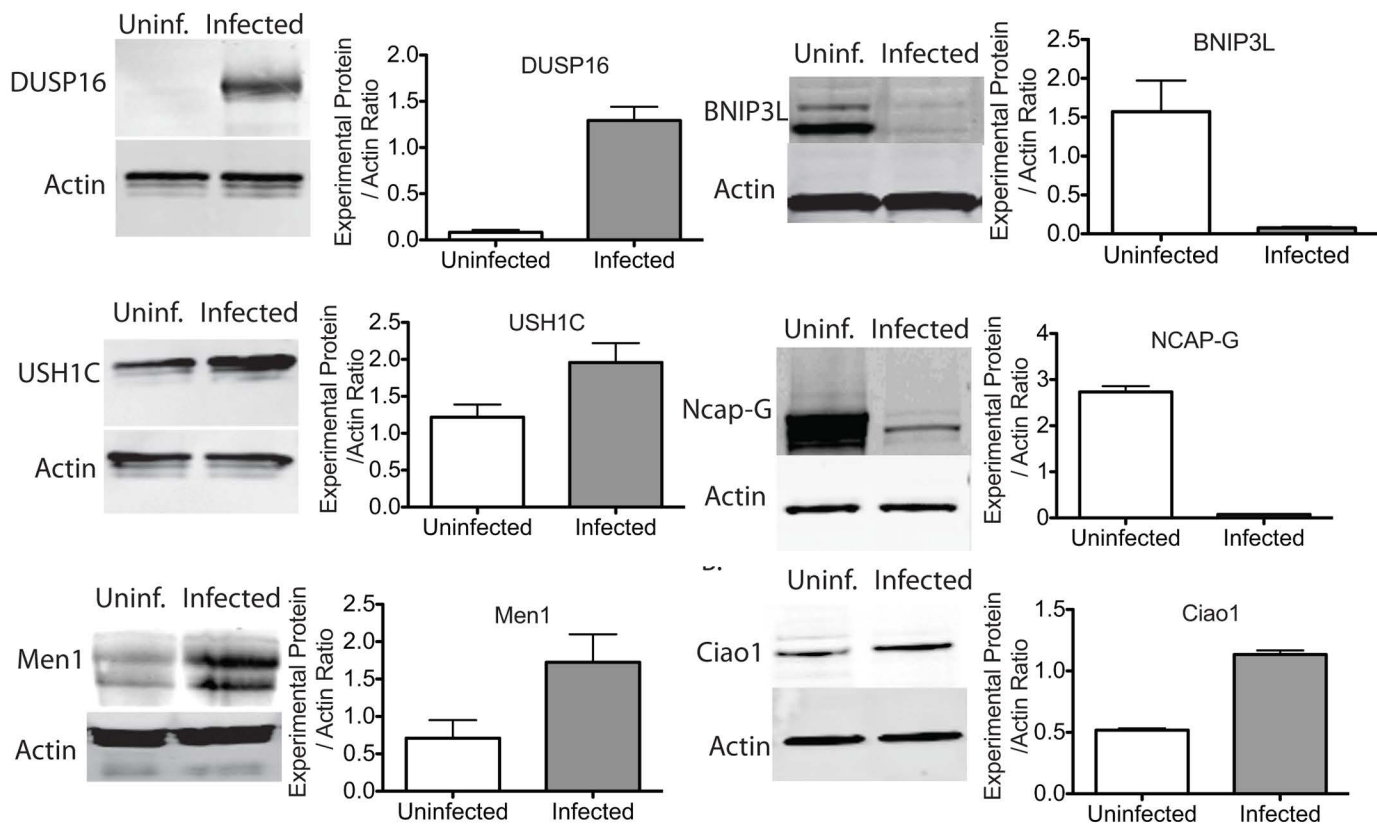 Uninf. Infected
DUSP16
Actin
Experimental Protein
/ Actin Ratio
2.0
1.5
1.0
0.5
0.0
DUSP16
Uninfected Infected
Uninf. Infected
BNIP3L
Actin
Experimental Protein
/ Actin Ratio
2.5
2.0
1.5
1.0
0.5
0.0
BNIP3L
Uninfected Infected
Uninf. Infected
USH1C
Actin
Experimental Protein
/Actin Ratio
2.5
2.0
1.5
1.0
0.5
0.0
USH1C
Uninfected Infected
Uninf. Infected
Ncap-G
Actin
Experimental Protein
/ Actin Ratio
4
3
2
1
0
NCAP-G
Uninfected Infected
Uninf. Infected
Men1
Actin
Experimental Protein
/ Actin Ratio
2.5
2.0
1.5
1.0
0.5
0.0
Men1
Uninfected Infected
Uninf. Infected
Ciao1
Actin
Experimental Protein
/Actin Ratio
1.5
1.0
0.5
0.0
Ciao1
Uninfected Infected